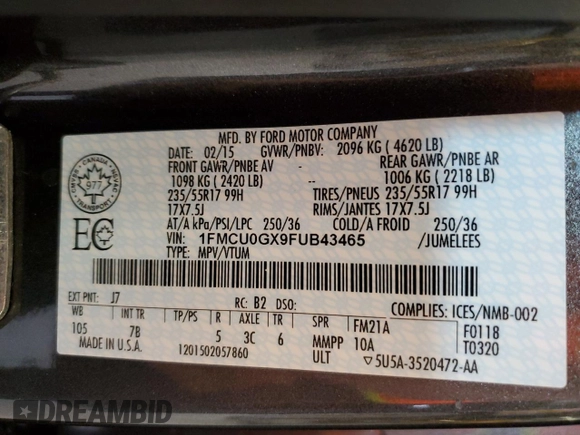 MFD. BY FORD MOTOR COMPANY
DATE: 02/15 GVWR/PNBV: 2096 KG ( 4620 LB)
FRONT GAWR/PNBE AV REAR GAWR/PNBE AR
1098 KG ( 2420 LB) 1006 KG ( 2218 LB)
235/55R17 99H TIRES/PNEUS 235/55R17 99H
17X7.5J RIMS/JANTES 17X7.5J
AT/A kPa/PSI/LPC 250/36 COLD/A FROID 250/36
VIN: 1FMCU0GX9FUB43465 /JUMELEES
TYPE: MPV/VTUM
CANADA
977
TRANSPORT
EC
EXT PNT: J7 RC: B2 DSO: COMPLIES: ICES/NMB-002
WB INT TR TP/PS R AXLE TR SPR FM21A F0118
105 7B 5 3C 6 MMPP 10A T0320
MADE IN U.S.A. 1201502057860 ULT ▽5U5A-3520472-AA
DREAMBID